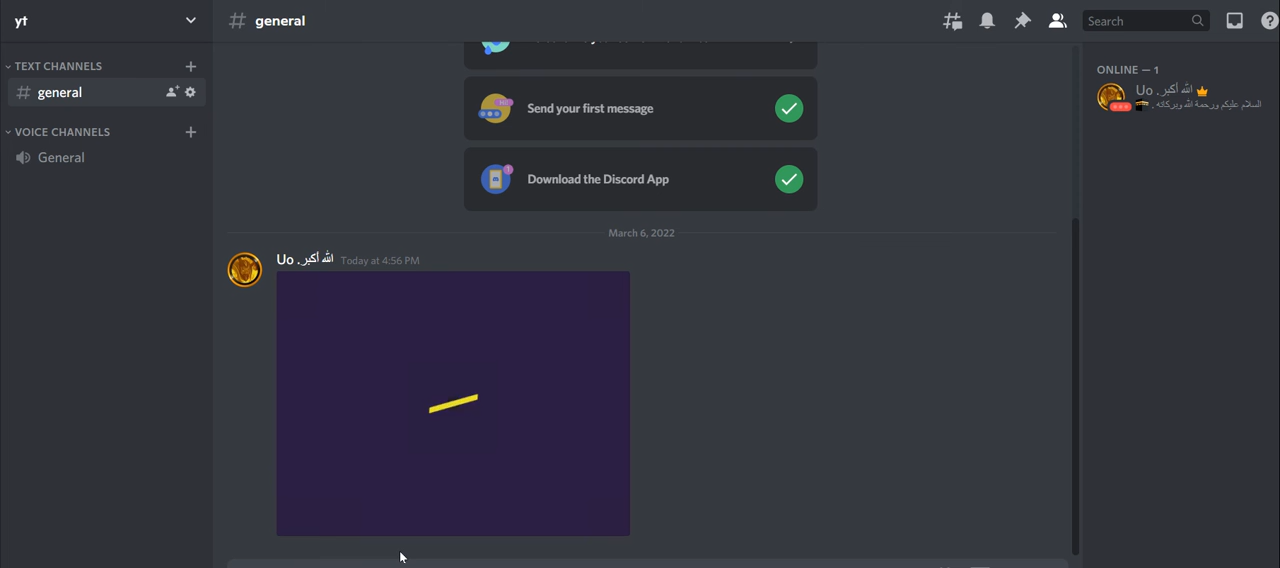 yt
general
Search
TEXT CHANNELS
general
VOICE CHANNELS
General
Send your first message
Download the Discord App
March 6, 2022
Uo .الله أكبر Today at 4:56 PM
ONLINE — 1
Uo .الله أكبر
السلام عليكم ورحمة الله وبركاته .